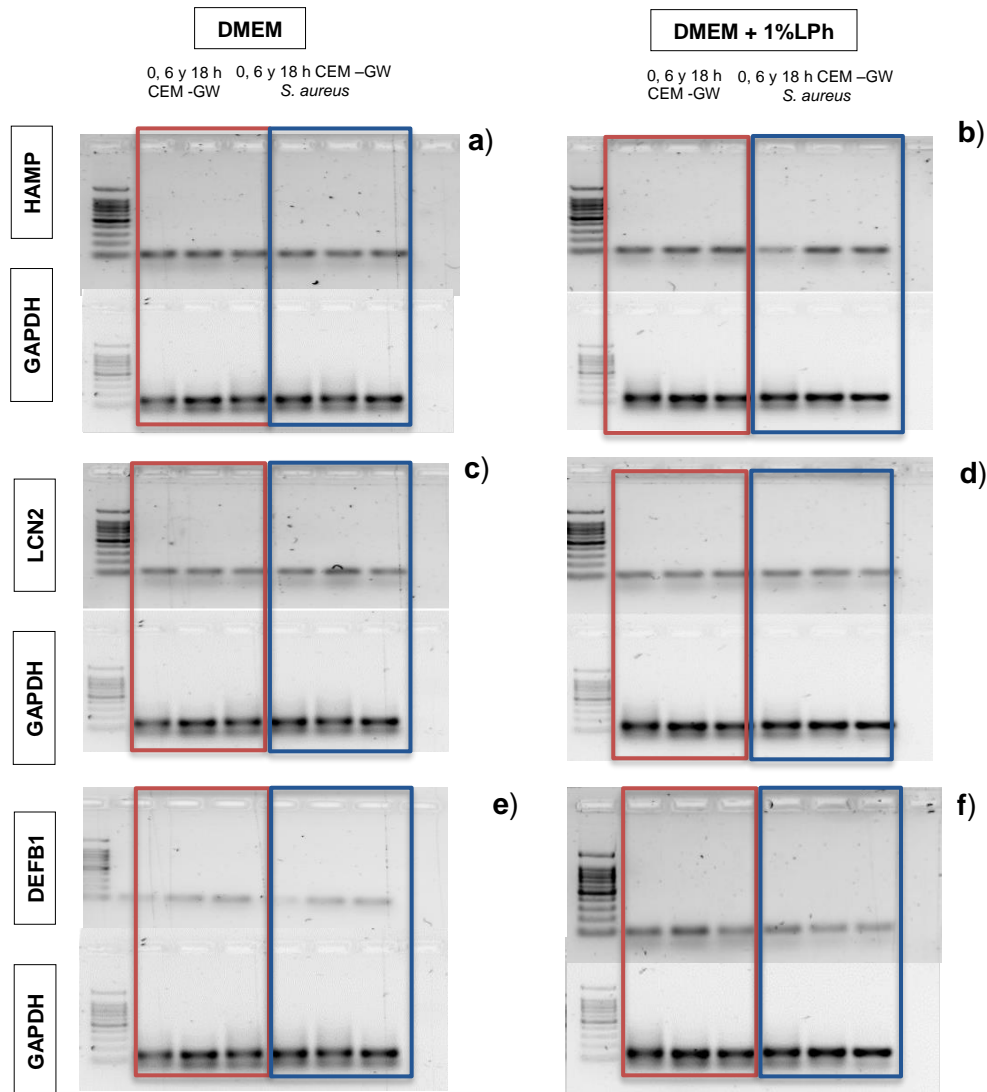 DMEM
DMEM + 1%LPh
0, 6 y 18 h
CEM -GW
0, 6 y 18 h CEM –GW
S. aureus
0, 6 y 18 h
CEM -GW
0, 6 y 18 h CEM –GW
S. aureus
HAMP
a)
b)
GAPDH
LCN2
c)
d)
GAPDH
DEFB1
e)
f)
GAPDH